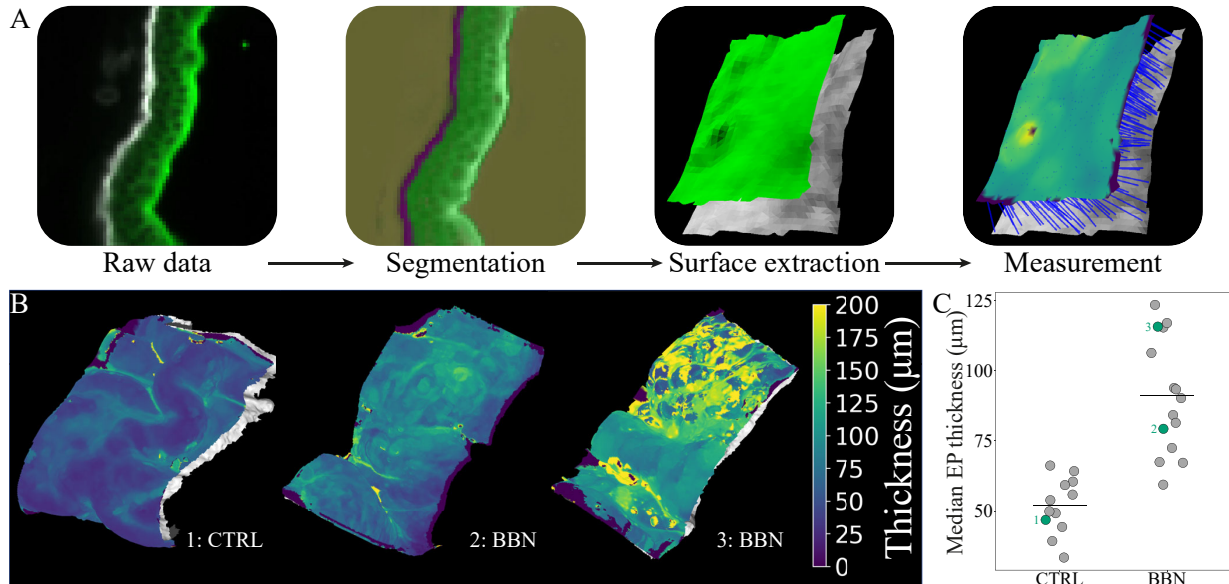 A
Raw data
Segmentation
Surface extraction
Measurement
B
1: CTRL
2: BBN
3: BBN
200
175
150
125
100
75
50
25
0
Thickness (μm)
C
Median EP thickness (μm)
125
100
75
50
3
2
1
CTRL
BBN